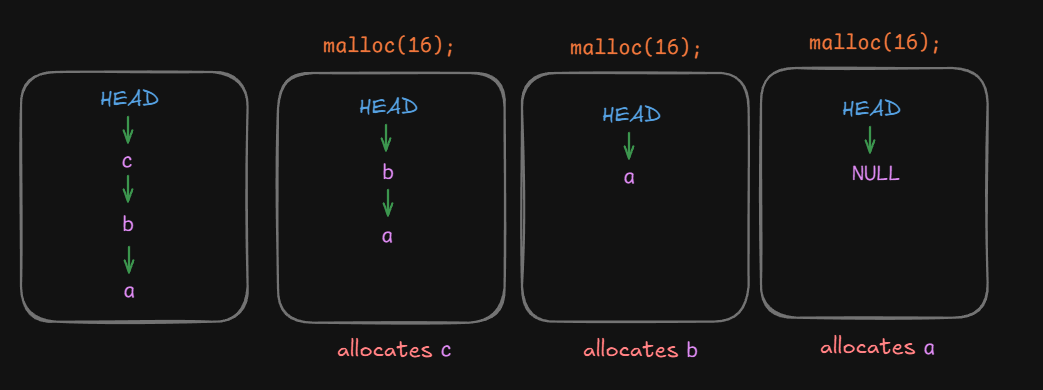 HEAD
c
b
a
malloc(16);
HEAD
b
a
allocates c
malloc(16);
HEAD
a
allocates b
malloc(16);
HEAD
NULL
allocates a